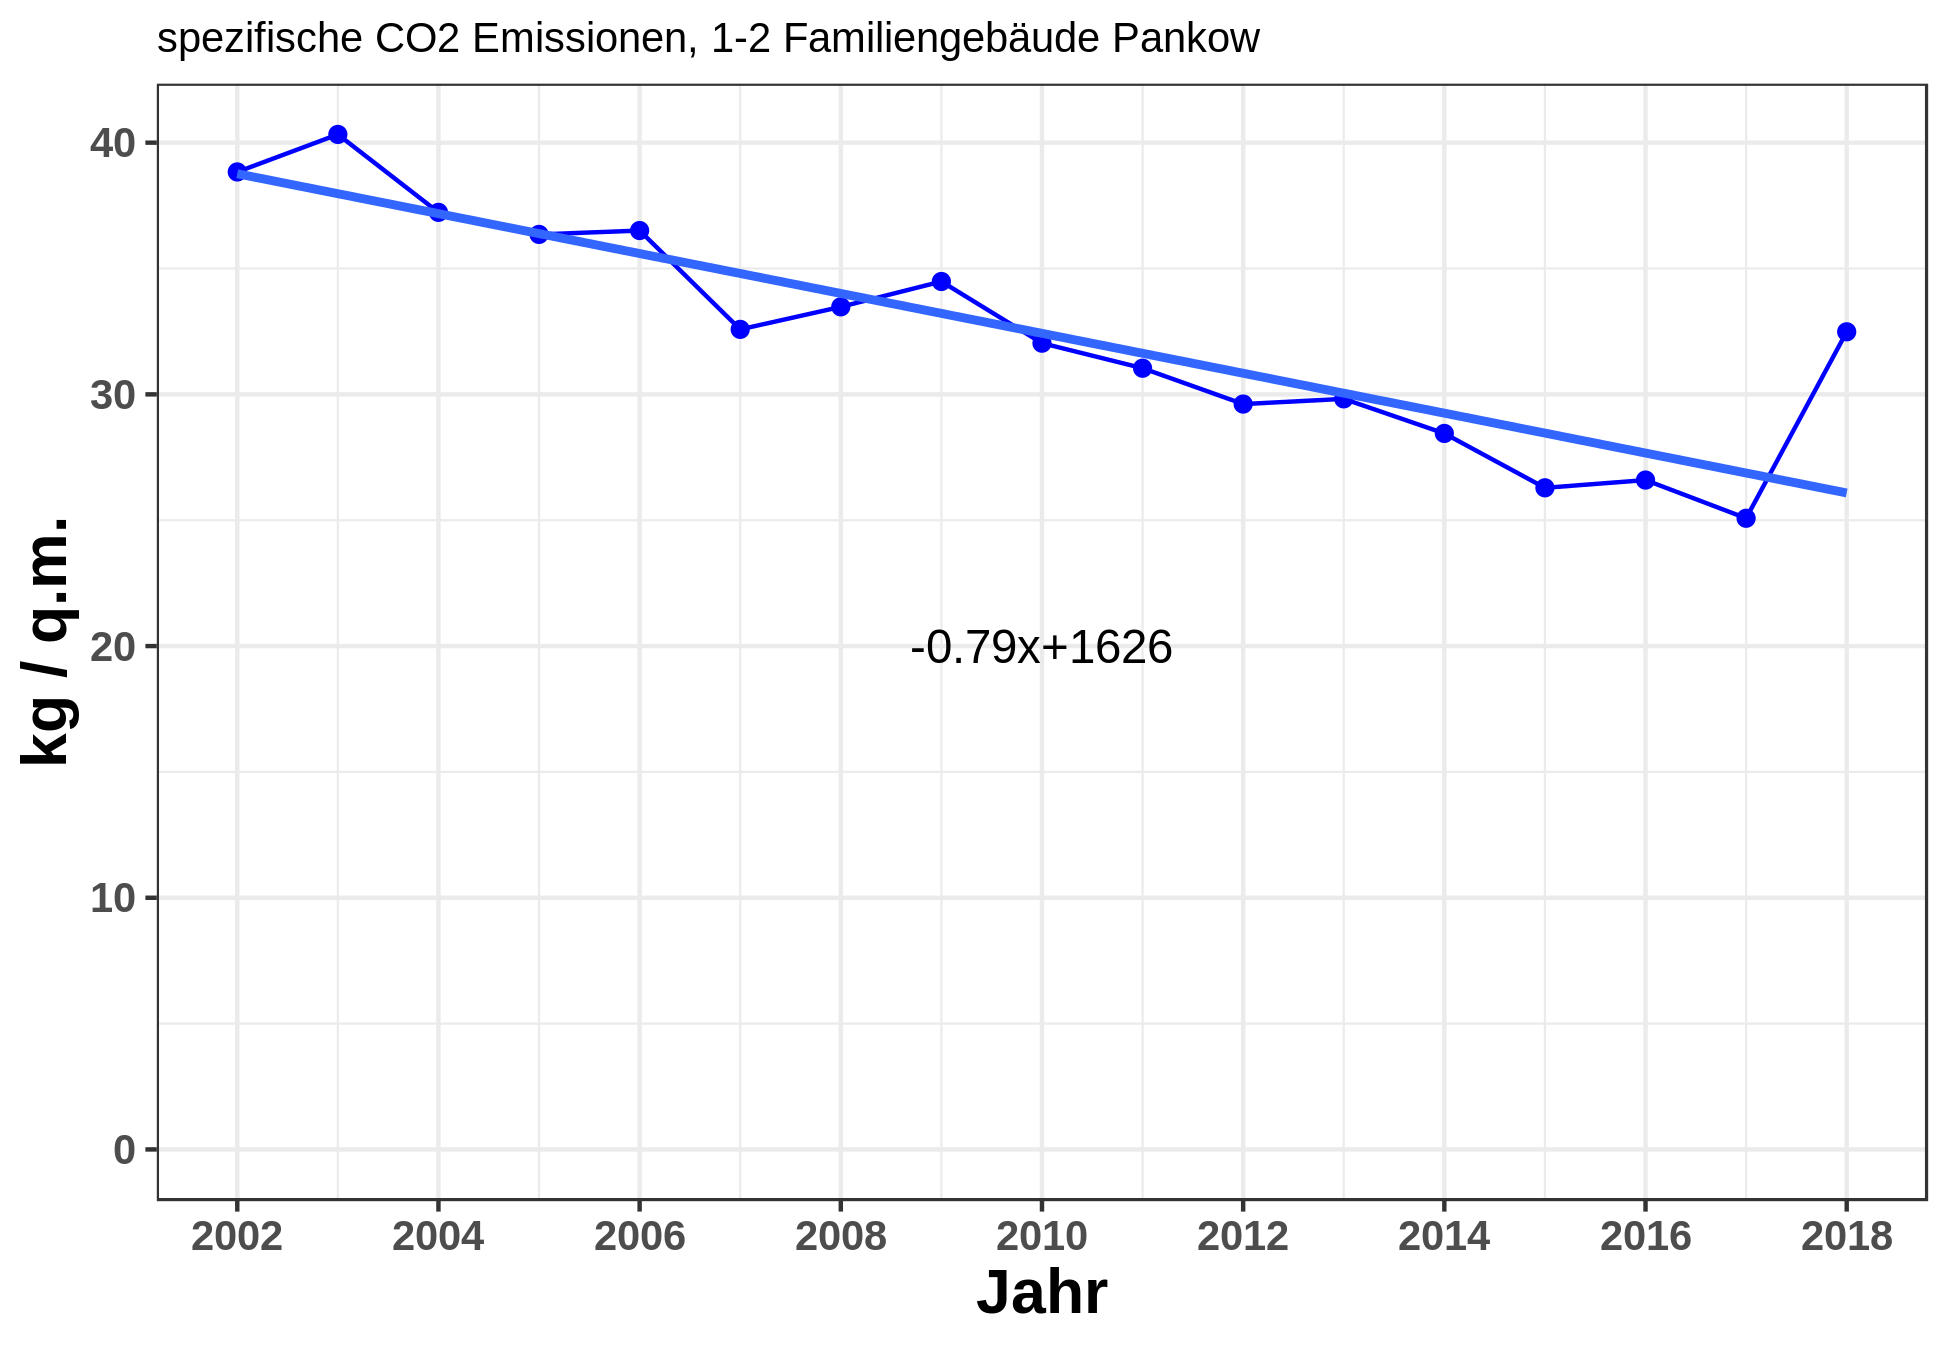 spezifische CO2 Emissionen, 1-2 Familiengebäude Pankow
kg / q.m.
40
30
20
10
0
-0.79x+1626
2002 2004 2006 2008 2010 2012 2014 2016 2018
Jahr